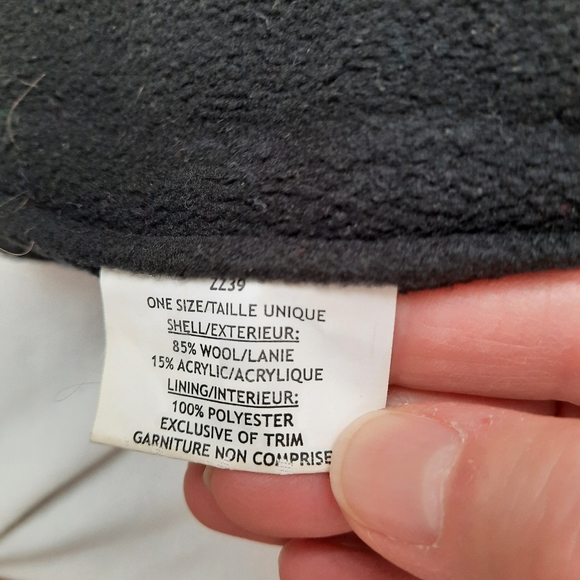 2239
ONE SIZE/TAILLE UNIQUE
SHELL/EXTERIEUR:
85% WOOL/LANIE
15% ACRYLIC/ACRYLIQUE
LINING/INTERIEUR:
100% POLYESTER
EXCLUSIVE OF TRIM
GARNITURE NON COMPRISE